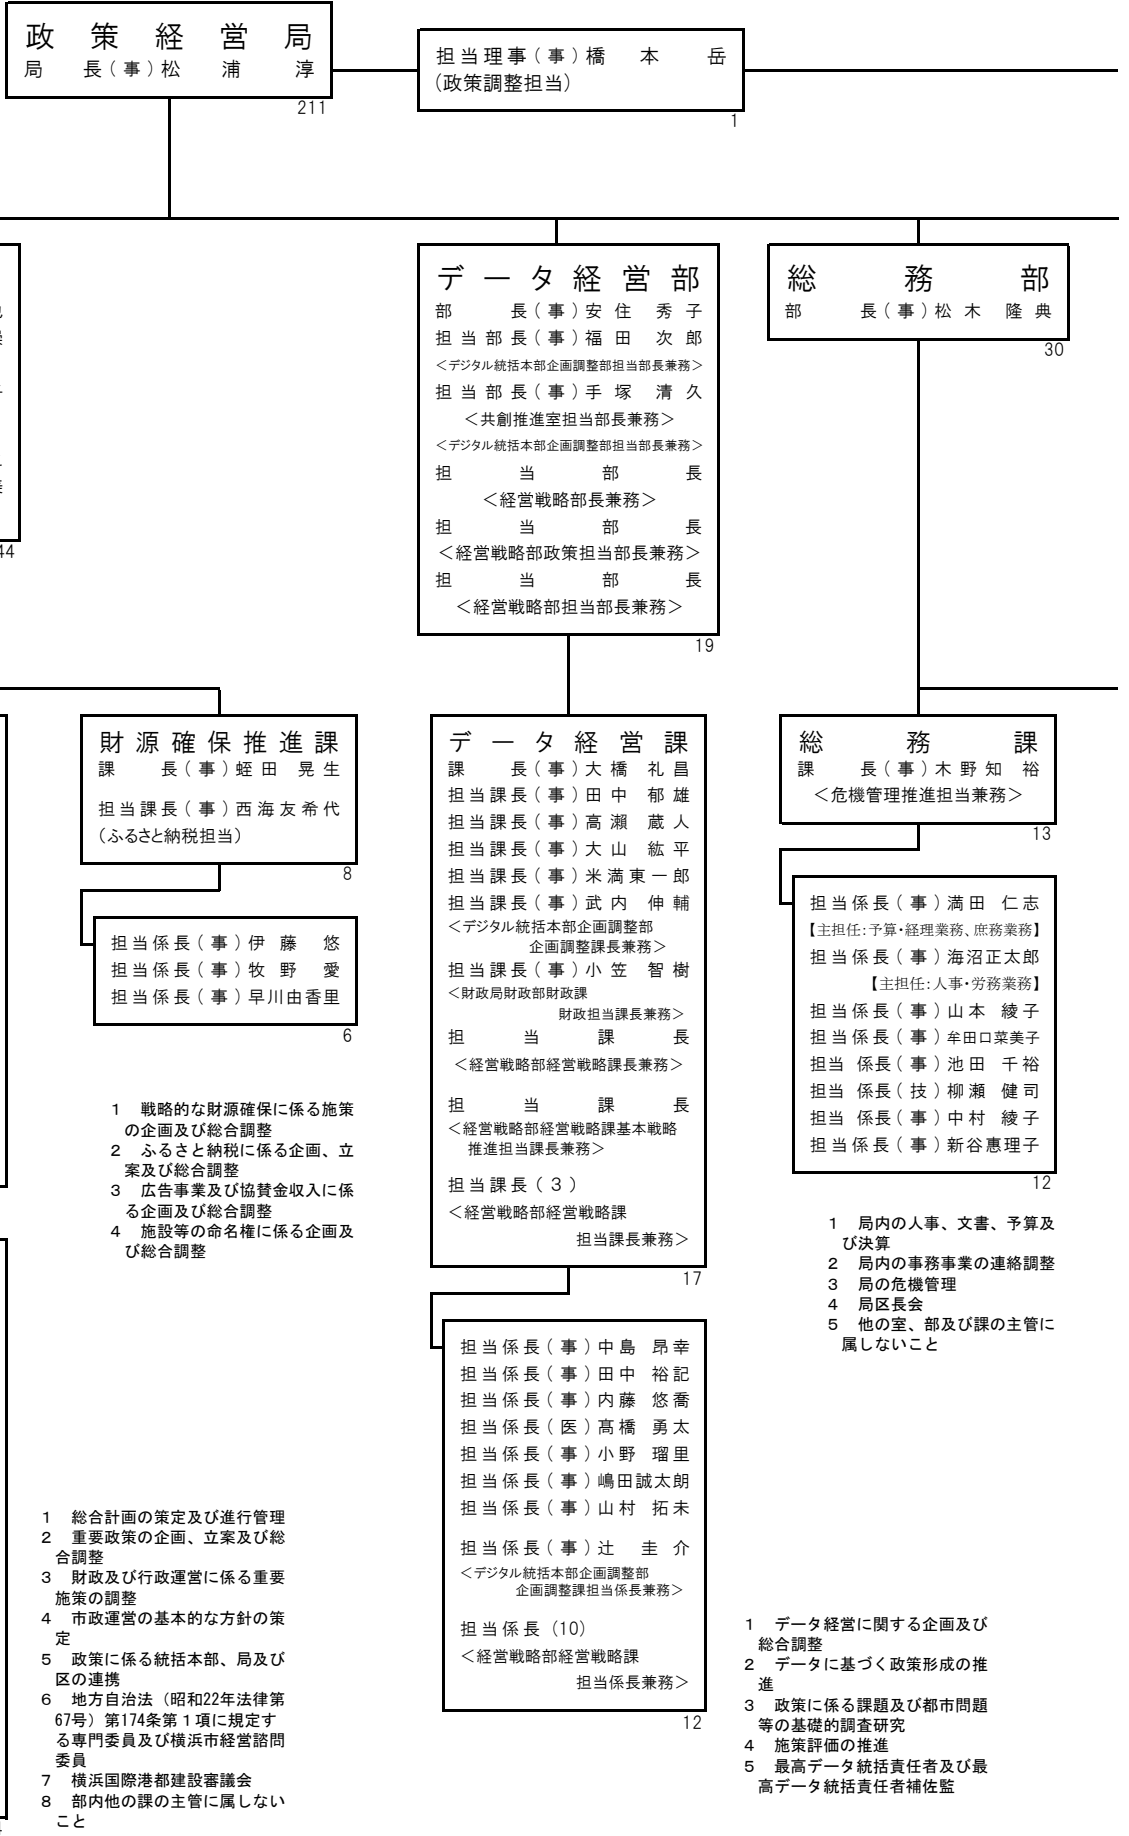 政策経営局
局長(事)松浦淳
211
担当理事(事)橋本岳
(政策調整担当)
1
44
データ経営部
部長(事)安住秀子
担当部長(事)福田次郎
<デジタル統括本部企画調整部担当部長兼務>
担当部長(事)手塚清久
<共創推進室担当部長兼務>
<デジタル統括本部企画調整部担当部長兼務>
担当部長
<経営戦略部長兼務>
担当部長
<経営戦略部政策担当部長兼務>
担当部長
<経営戦略部担当部長兼務>
19
総務部
部長(事)松木隆典
30
財源確保推進課
課長(事)蛭田晃生
担当課長(事)西海友希代
(ふるさと納税担当)
8
担当係長(事)伊藤悠
担当係長(事)牧野愛
担当係長(事)早川由香里
6
1 戦略的な財源確保に係る施策
の企画及び総合調整
2 ふるさと納税に係る企画、立
案及び総合調整
3 広告事業及び協賛金収入に係
る企画及び総合調整
4 施設等の命名権に係る企画及
び総合調整
データ経営課
課長(事)大橋礼昌
担当課長(事)田中郁雄
担当課長(事)高瀬蔵人
担当課長(事)大山紘平
担当課長(事)米満東一郎
担当課長(事)武内伸輔
<デジタル統括本部企画調整部
企画調整課長兼務>
担当課長(事)小笠智樹
<財政局財政部財政課
財政担当課長兼務>
担当課長
<経営戦略部経営戦略課長兼務>
担当課長
<経営戦略部経営戦略課基本戦略
推進担当課長兼務>
担当課長(3)
<経営戦略部経営戦略課
担当課長兼務>
17
担当係長(事)中島昂幸
担当係長(事)田中裕記
担当係長(事)内藤悠喬
担当係長(医)髙橋勇太
担当係長(事)小野瑠里
担当係長(事)嶋田誠太朗
担当係長(事)山村拓未
担当係長(事)辻圭介
<デジタル統括本部企画調整部
企画調整課担当係長兼務>
担当係長(10)
<経営戦略部経営戦略課
担当係長兼務>
12
総務課
課長(事)木野知裕
<危機管理推進担当兼務>
13
担当係長(事)満田仁志
【主担任:予算・経理業務、庶務業務】
担当係長(事)海沼正太郎
【主担任:人事・労務業務】
担当係長(事)山本綾子
担当係長(事)牟田口菜美子
担当係長(事)池田千裕
担当係長(技)柳瀬健司
担当係長(事)中村綾子
担当係長(事)新谷惠理子
12
1 局内の人事、文書、予算及
び決算
2 局内の事務事業の連絡調整
3 局の危機管理
4 局区長会
5 他の室、部及び課の主管に
属しないこと
1 総合計画の策定及び進行管理
2 重要政策の企画、立案及び総
合調整
3 財政及び行政運営に係る重要
施策の調整
4 市政運営の基本的な方針の策
定
5 政策に係る統括本部、局及び
区の連携
6 地方自治法(昭和22年法律第
67号)第174条第1項に規定す
る専門委員及び横浜市経営諮問
委員
7 横浜国際港都建設審議会
8 部内他の課の主管に属しない
こと
1 データ経営に関する企画及び
総合調整
2 データに基づく政策形成の推
進
3 政策に係る課題及び都市問題
等の基礎的調査研究
4 施策評価の推進
5 最高データ統括責任者及び最
高データ統括責任者補佐監